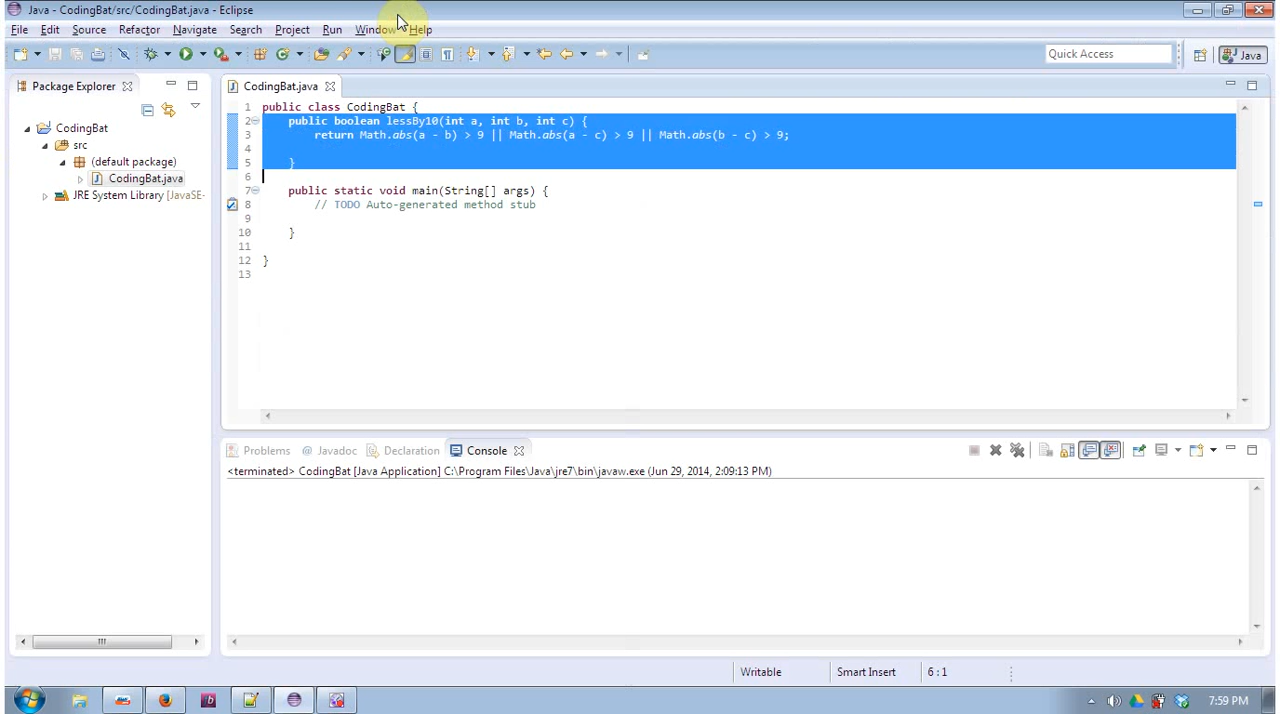 Java - CodingBat/src/CodingBat.java - Eclipse
File Edit Source Refactor Navigate Search Project Run Window Help
Quick Access Java
Package Explorer
CodingBat.java
CodingBat
src
(default package)
CodingBat.java
JRE System Library [JavaSE-
1 public class CodingBat {
2 public boolean lessBy10(int a, int b, int c) {
3 return Math.abs(a - b) > 9 || Math.abs(a - c) > 9 || Math.abs(b - c) > 9;
4
5 }
6
7 public static void main(String[] args) {
8 // TODO Auto-generated method stub
9
10 }
11
12 }
13
Problems @ Javadoc Declaration Console
<terminated> CodingBat [Java Application] C:\Program Files\Java\jre7\bin\javaw.exe (Jun 29, 2014, 2:09:13 PM)
Writable Smart Insert 6 : 1
7:59 PM